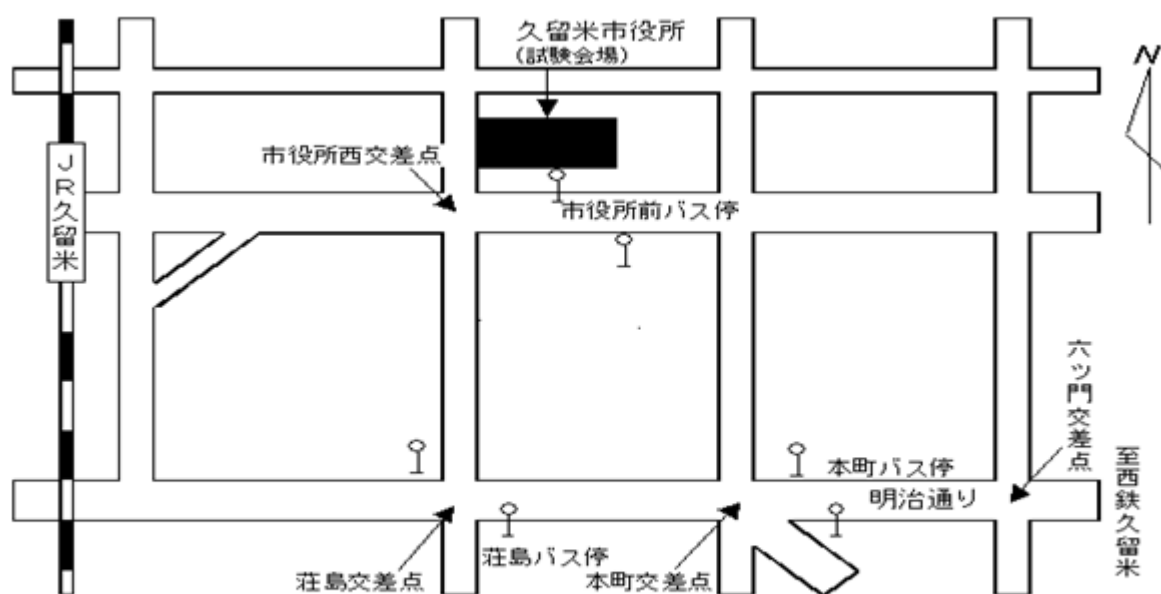 久留米市役所
(試験会場)
N
市役所西交差点
JR久留米
市役所前バス停
六ッ門交差点
至西鉄久留米
本町バス停
明治通り
荘島バス停
荘島交差点
本町交差点